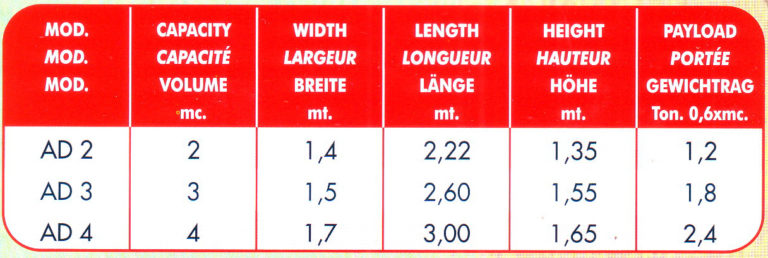 MOD. CAPACITY WIDTH LENGTH HEIGHT PAYLOAD
MOD. CAPACITÉ LARGEUR LONGUEUR HAUTEUR PORTÉE
MOD. VOLUME BREITE LÄNGE HÖHE GEWICHTRAG
mc. mt. mt. mt. Ton. 0,6xmc.
AD 2 2 1,4 2,22 1,35 1,2
AD 3 3 1,5 2,60 1,55 1,8
AD 4 4 1,7 3,00 1,65 2,4